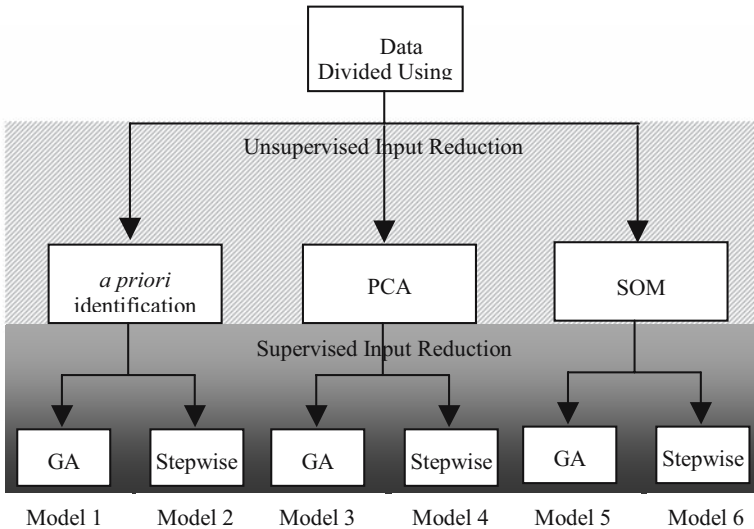 Data
Divided Using
Unsupervised Input Reduction
a priori
identification
PCA
SOM
Supervised Input Reduction
GA
Stepwise
GA
Stepwise
GA
Stepwise
Model 1
Model 2
Model 3
Model 4
Model 5
Model 6